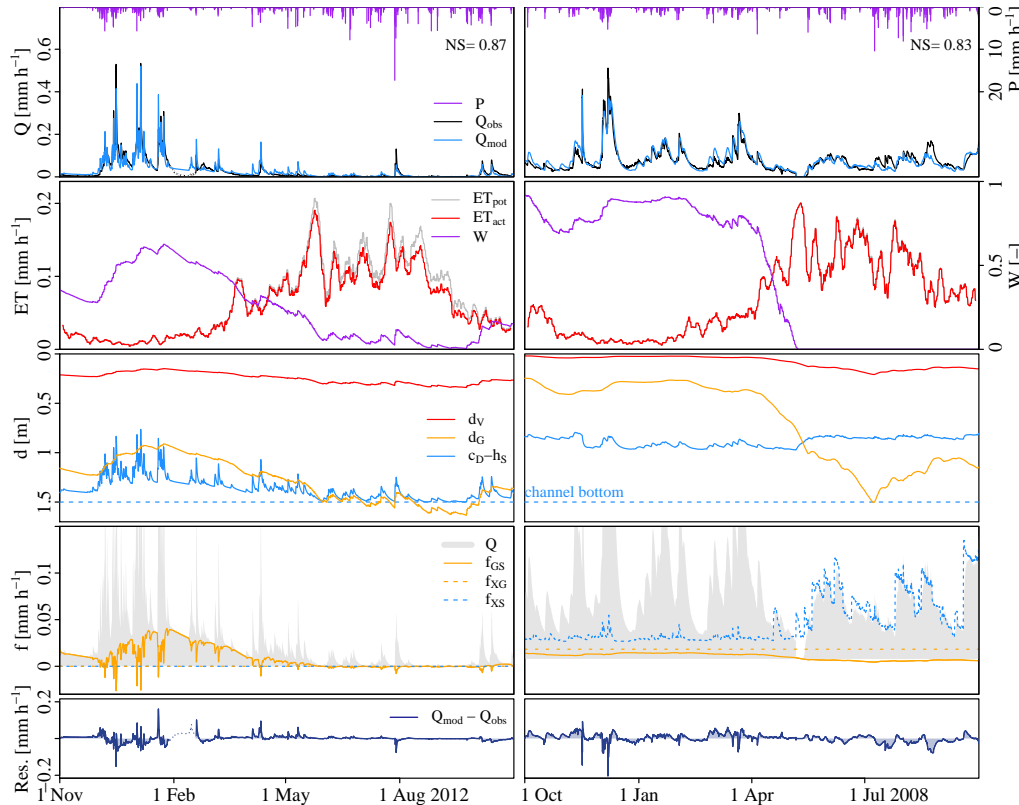 0.8
0.4
0.2
0
Q [mm h⁻¹]
NS= 0.87
P
Q_obs
Q_mod
NS= 0.83
0
10
20
P [mm h⁻¹]
0.2
0.1
0
ET [mm h⁻¹]
ET_pot
ET_act
W
1
0.5
0
W [−]
0
0.5
1
1.5
d [m]
d_V
d_G
c_D−h_S
channel bottom
0.1
0.05
0
f [mm h⁻¹]
Q
f_GS
f_XG
f_XS
0.2
−0.2
Res. [mm h⁻¹]
Q_mod − Q_obs
1 Nov
1 Feb
1 May
1 Aug 2012
1 Oct
1 Jan
1 Apr
1 Jul 2008